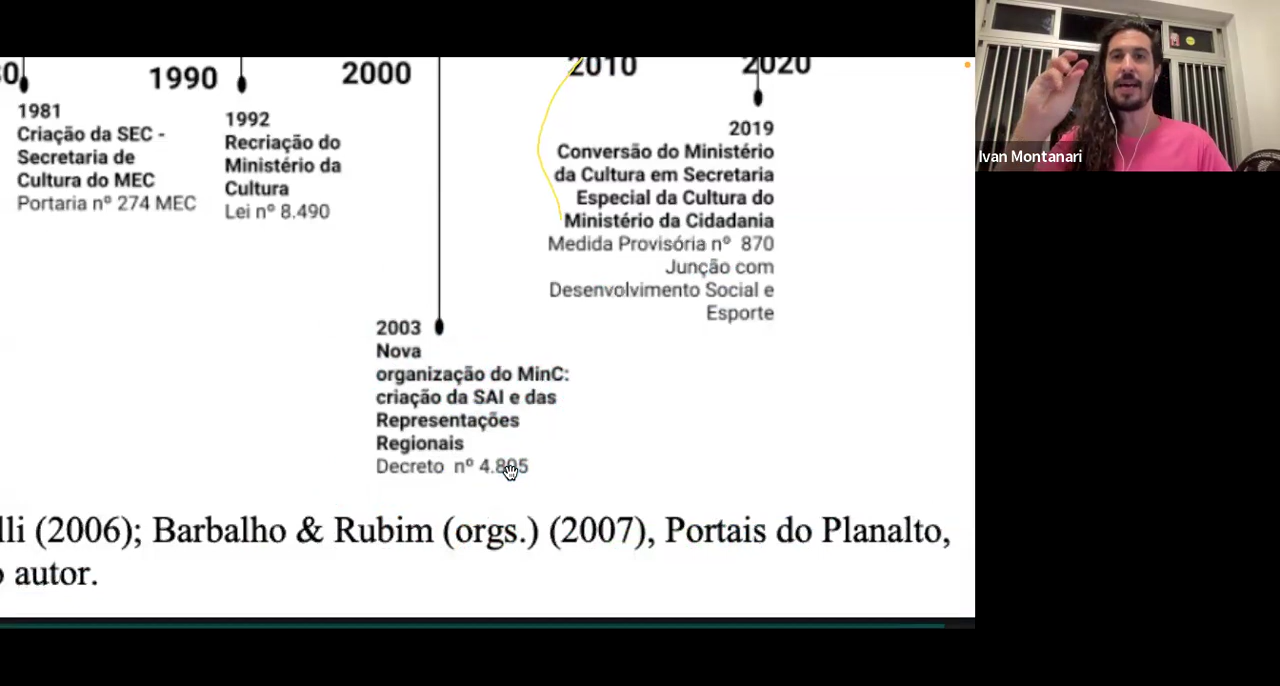 1990
2000
2010
2020
1981
Criação da SEC -
Secretaria de
Cultura do MEC
Portaria nº 274 MEC
1992
Recriação do
Ministério da
Cultura
Lei nº 8.490
2019
Conversão do Ministério
da Cultura em Secretaria
Especial da Cultura do
Ministério da Cidadania
Medida Provisória nº 870
Junção com
Desenvolvimento Social e
Esporte
2003
Nova
organização do MinC:
criação da SAI e das
Representações
Regionais
Decreto nº
lli (2006); Barbalho & Rubim (orgs.) (2007), Portais do Planalto,
autor.
Ivan Montanari